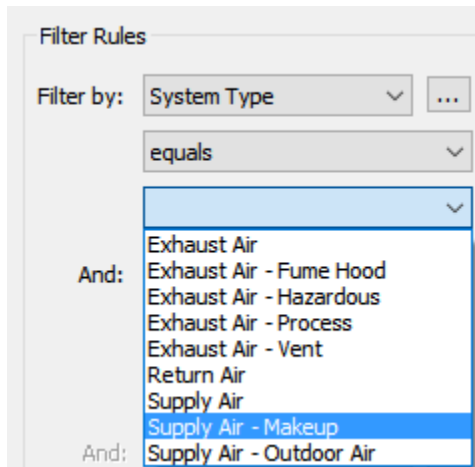 Filter Rules
Filter by: System Type ...
equals
Exhaust Air
Exhaust Air - Fume Hood
And: Exhaust Air - Hazardous
Exhaust Air - Process
Exhaust Air - Vent
Return Air
Supply Air
Supply Air - Makeup
And: Supply Air - Outdoor Air